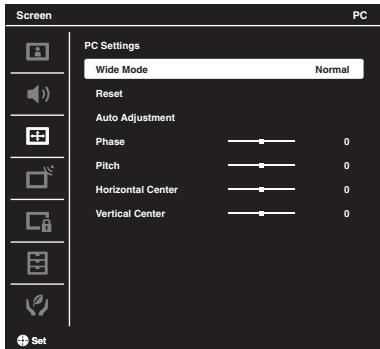 Screen PC
PC Settings
Wide Mode Normal
Reset
Auto Adjustment
Phase 0
Pitch 0
Horizontal Center 0
Vertical Center 0
Set